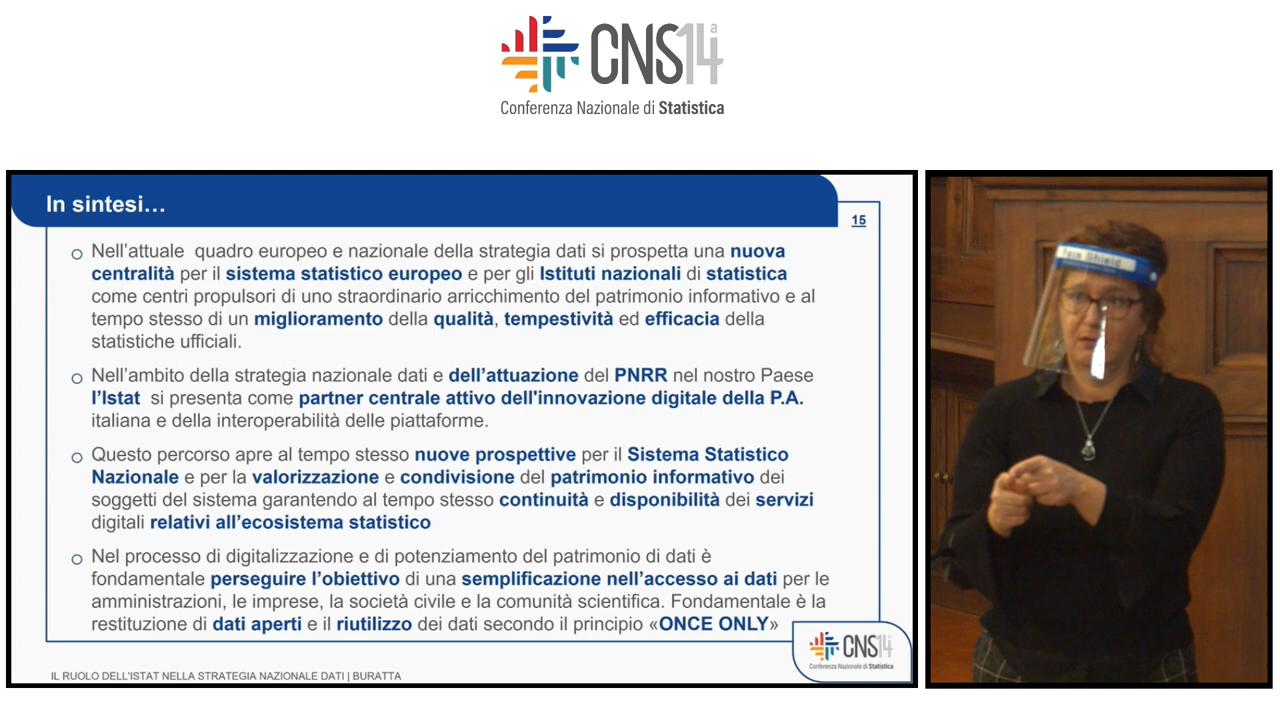 CNS14a
Conferenza Nazionale di Statistica
In sintesi…
15
o Nell’attuale quadro europeo e nazionale della strategia dati si prospetta una nuova
centralità per il sistema statistico europeo e per gli Istituti nazionali di statistica
come centri propulsori di uno straordinario arricchimento del patrimonio informativo e al
tempo stesso di un miglioramento della qualità, tempestività ed efficacia della
statistiche ufficiali.
o Nell’ambito della strategia nazionale dati e dell’attuazione del PNRR nel nostro Paese
l’Istat si presenta come partner centrale attivo dell'innovazione digitale della P.A.
italiana e della interoperabilità delle piattaforme.
o Questo percorso apre al tempo stesso nuove prospettive per il Sistema Statistico
Nazionale e per la valorizzazione e condivisione del patrimonio informativo dei
soggetti del sistema garantendo al tempo stesso continuità e disponibilità dei servizi
digitali relativi all’ecosistema statistico
o Nel processo di digitalizzazione e di potenziamento del patrimonio di dati è
fondamentale perseguire l’obiettivo di una semplificazione nell’accesso ai dati per le
amministrazioni, le imprese, la società civile e la comunità scientifica. Fondamentale è la
restituzione di dati aperti e il riutilizzo dei dati secondo il principio «ONCE ONLY»
CNS14
Conferenza Nazionale di Statistica
IL RUOLO DELL'ISTAT NELLA STRATEGIA NAZIONALE DATI | BURATTA
Face Shield